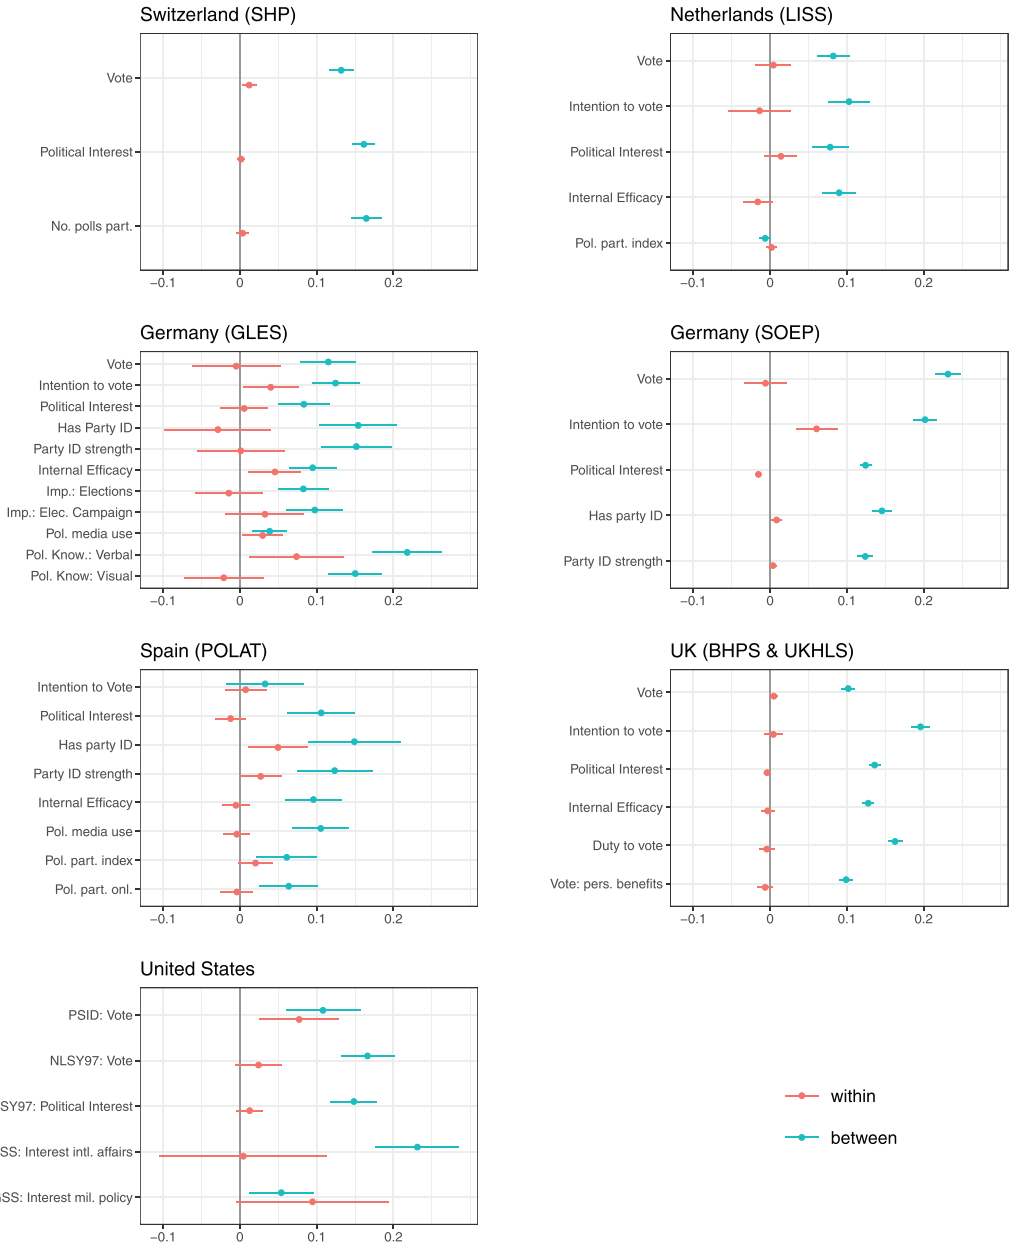 Switzerland (SHP)
Vote
Political Interest
No. polls part.
−0.1 0 0.1 0.2
Netherlands (LISS)
Vote
Intention to vote
Political Interest
Internal Efficacy
Pol. part. index
−0.1 0 0.1 0.2
Germany (GLES)
Vote
Intention to vote
Political Interest
Has Party ID
Party ID strength
Internal Efficacy
Imp.: Elections
Imp.: Elec. Campaign
Pol. media use
Pol. Know.: Verbal
Pol. Know: Visual
−0.1 0 0.1 0.2
Germany (SOEP)
Vote
Intention to vote
Political Interest
Has party ID
Party ID strength
−0.1 0 0.1 0.2
Spain (POLAT)
Intention to Vote
Political Interest
Has party ID
Party ID strength
Internal Efficacy
Pol. media use
Pol. part. index
Pol. part. onl.
−0.1 0 0.1 0.2
UK (BHPS & UKHLS)
Vote
Intention to vote
Political Interest
Internal Efficacy
Duty to vote
Vote: pers. benefits
−0.1 0 0.1 0.2
United States
PSID: Vote
NLSY97: Vote
SY97: Political Interest
SS: Interest intl. affairs
SS: Interest mil. policy
−0.1 0 0.1 0.2
within
between